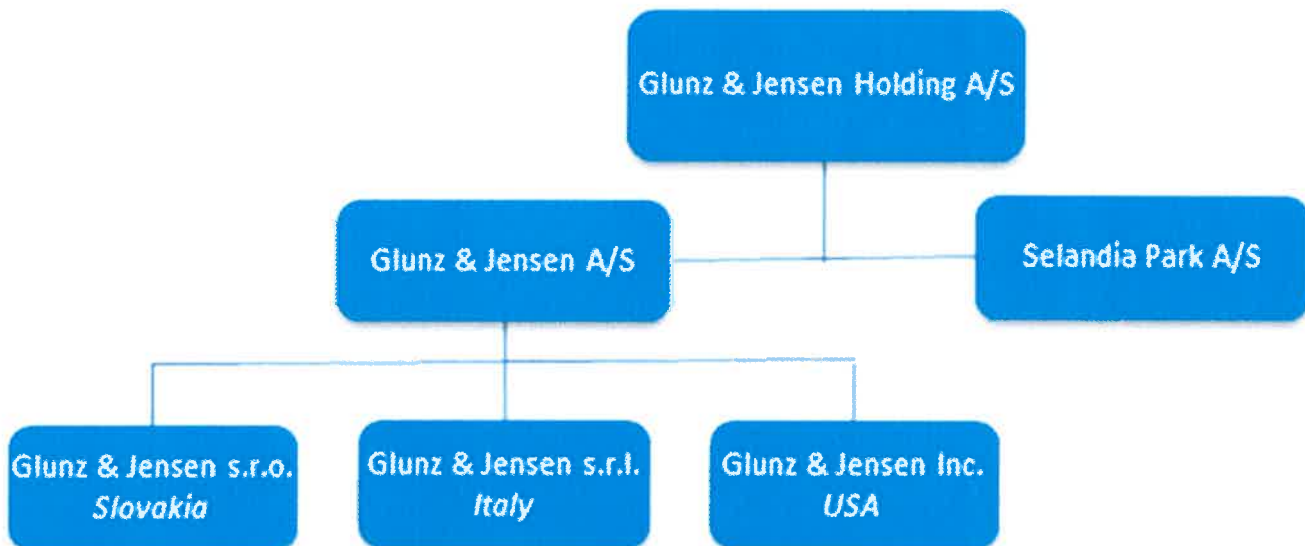 Glunz & Jensen Holding A/S
Glunz & Jensen A/S
Selandia Park A/S
Glunz & Jensen s.r.o.
Slovakia
Glunz & Jensen s.r.l.
Italy
Glunz & Jensen Inc.
USA